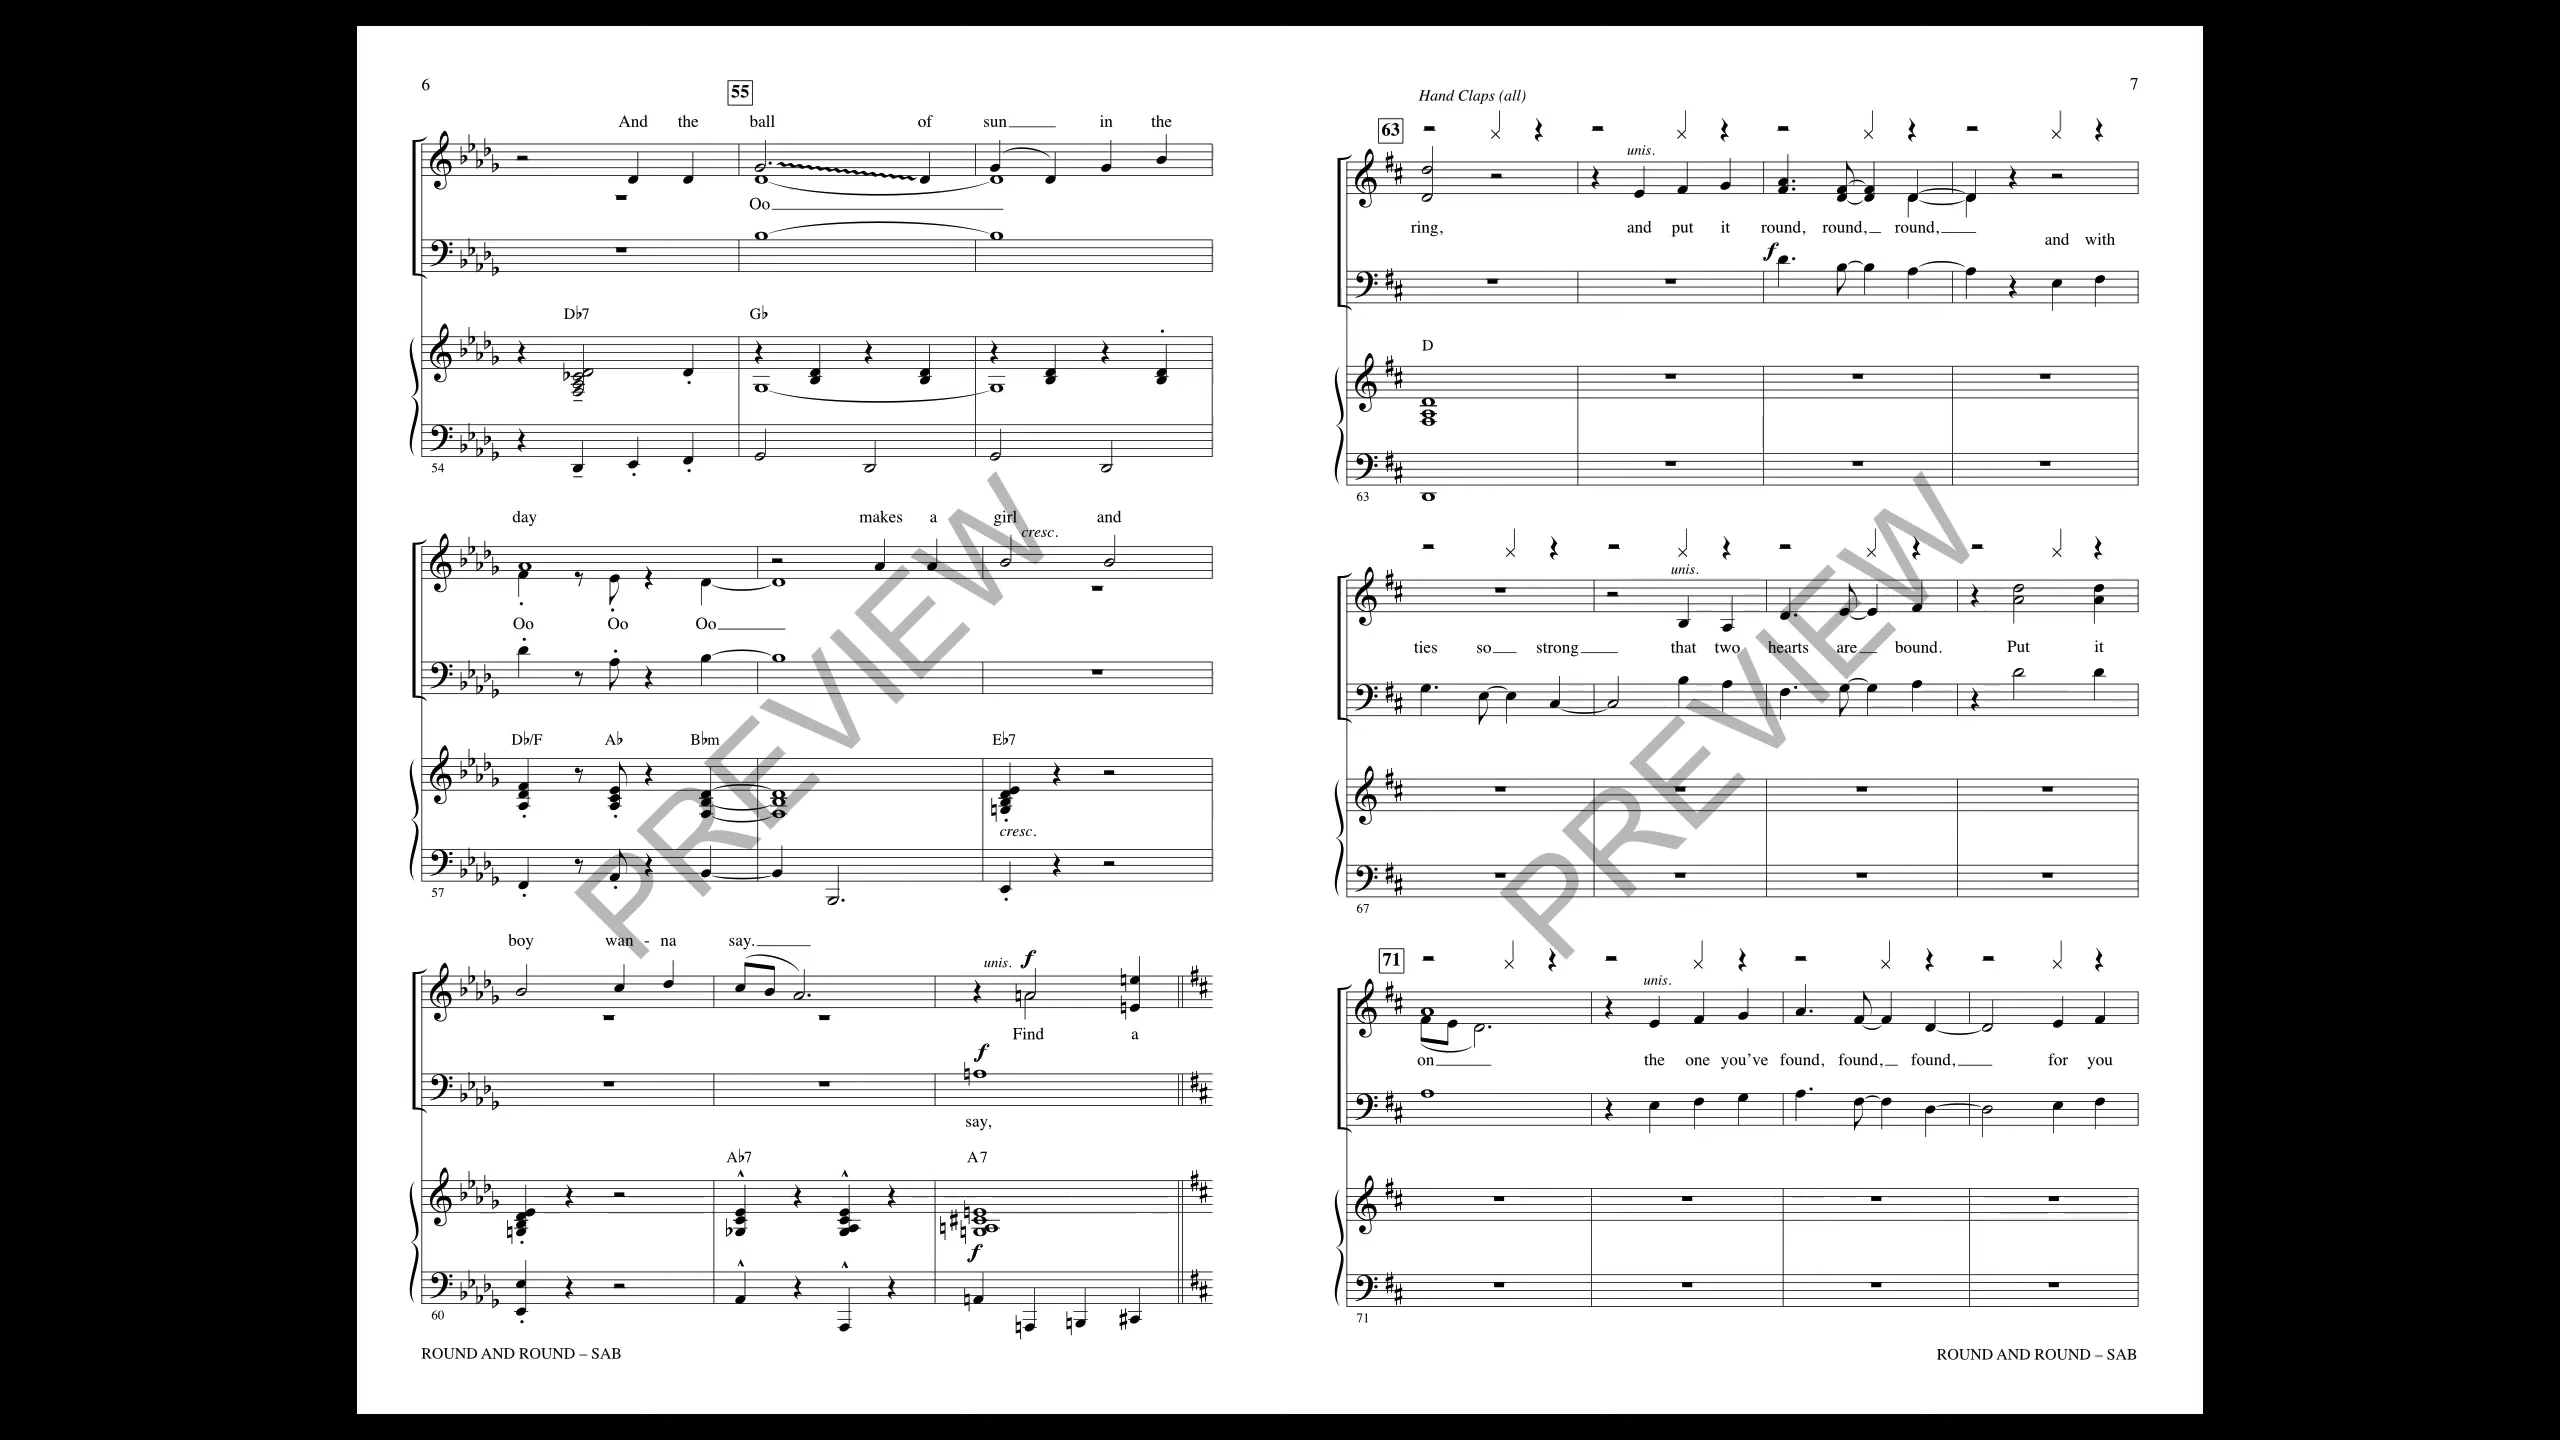 6
55
And the ball of sun in the
Oo
D♭7 G♭
54
day makes a girl and
cresc.
Oo Oo Oo
D♭/F A♭ B♭m E♭7
cresc.
57
boy wan - na say.
unis. f
Find a
f
say,
A♭7 A7
f
60
ROUND AND ROUND – SAB
PREVIEW
7
Hand Claps (all)
63
unis.
ring, and put it round, round, round,
and with
f
D
63
unis.
ties so strong that two hearts are bound. Put it
67
71
unis.
on the one you've found, found, found, for you
71
ROUND AND ROUND – SAB
PREVIEW